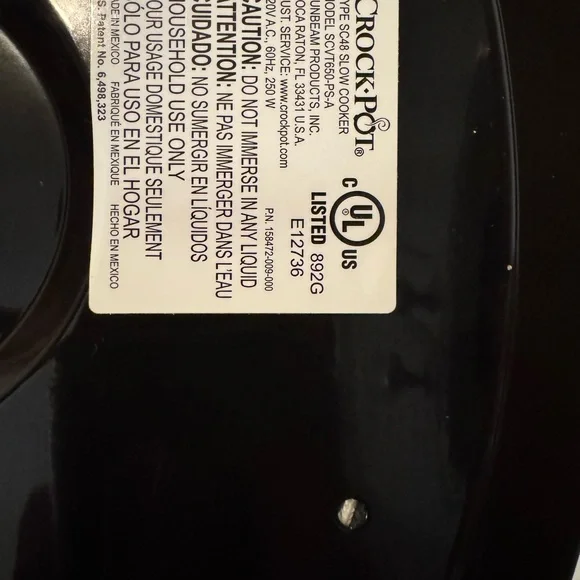 CROCK·POT®
TYPE SC48 SLOW COOKER
MODEL SCVT650-PS-A
SUNBEAM PRODUCTS, INC.
BOCA RATON, FL 33431 U.S.A.
CUST. SERVICE: www.crockpot.com
120V A.C., 60Hz, 250 W
C UL® US
LISTED 892G
E12736
P.N. 158472-009-000
CAUTION: DO NOT IMMERSE IN ANY LIQUID
ATTENTION: NE PAS IMMERGER DANS L'EAU
CUIDADO: NO SUMERGIR EN LÍQUIDOS
HOUSEHOLD USE ONLY
POUR USAGE DOMESTIQUE SEULEMENT
SÓLO PARA USO EN EL HOGAR
MADE IN MEXICO FABRIQUÉ EN MEXIQUE HECHO EN MEXICO
U.S. Patent No. 6,498,323